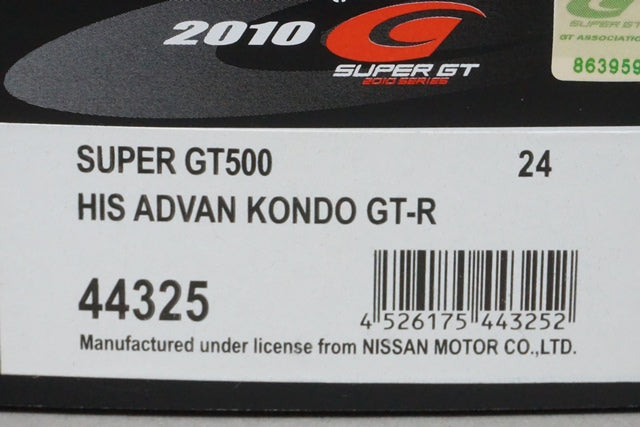 2010
SUPER GT
2010 SERIES
SUPER GT
GT ASSOCIATIO
863959
SUPER GT500 24
HIS ADVAN KONDO GT-R
44325
4 526175 443252
Manufactured under license from NISSAN MOTOR CO.,LTD.